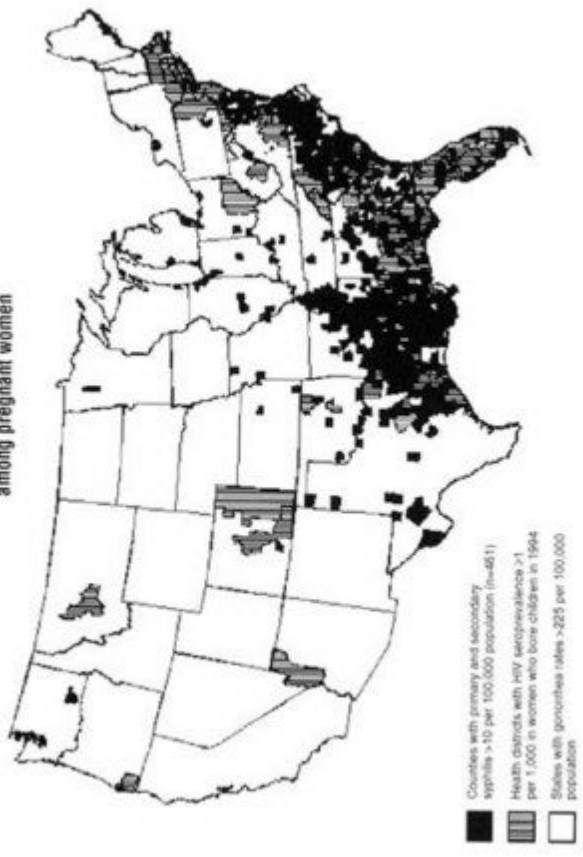 among pregnant women
Counties with primary and secondary
syphilis >10 per 100,000 population (n=461)
Health districts with HIV seroprevalence >1
per 1,000 in women who bore children in 1994
States with gonorrhea rates >225 per 100,000
population